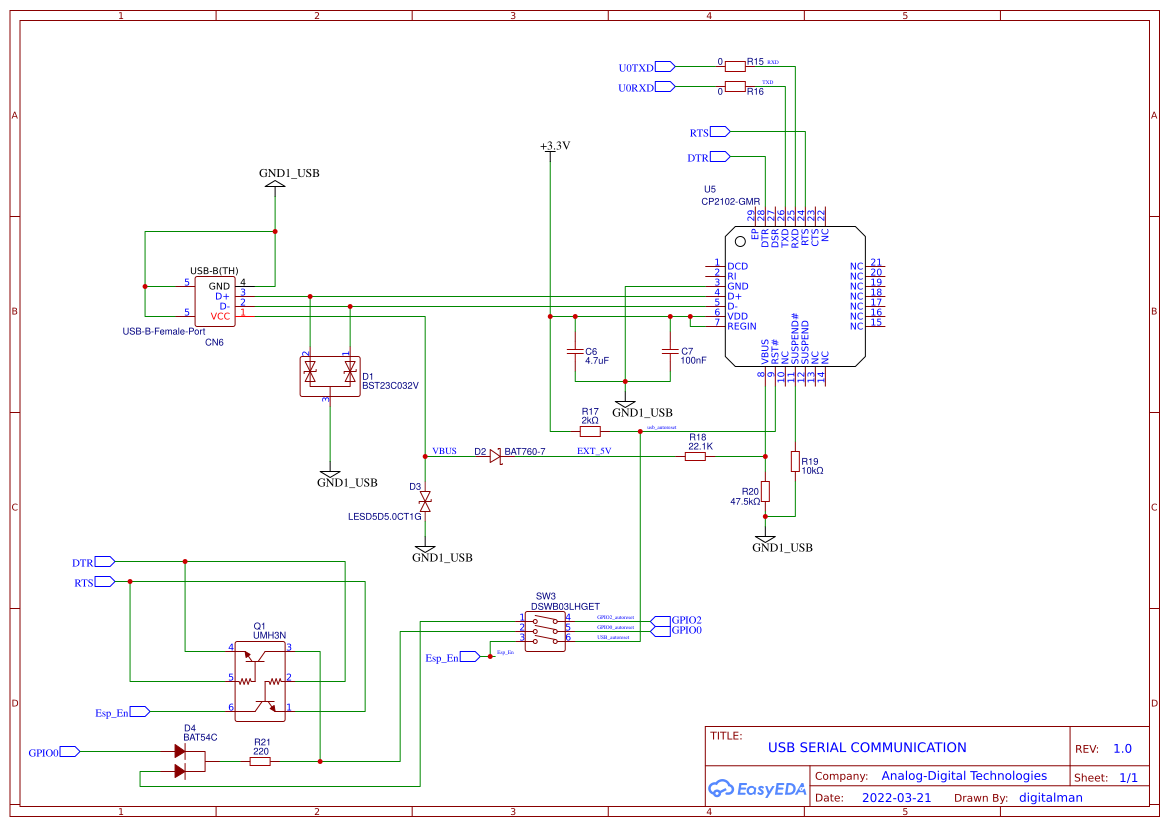 1 2 3 4 5
A
B
C
D
A
B
C
D
U0TXD 0 R15 RXD
U0RXD 0 R16 TXD
RTS
DTR
+3.3V
U5
CP2102-GMR
29 28 27 26 25 24 23 22
EP DTR DSR TXD RXD RTS CTS NC
1 DCD NC 21
2 RI NC 20
3 GND NC 19
4 D+ NC 18
5 D- NC 17
6 VDD NC 16
7 REGIN NC 15
VBUS RST# NC SUSPEND# SUSPEND NC NC
8 9 10 11 12 13 14
GND1_USB
USB-B(TH)
5 GND 4
D+ 3
D- 2
5 VCC 1
USB-B-Female-Port
CN6
2 1
D1
BST23C032V
3
GND1_USB
C6
4.7uF
C7
100nF
GND1_USB
R17
2kΩ
usb_autoreset
R18
22.1K
VBUS D2 BAT760-7 EXT_5V
R19
10kΩ
R20
47.5kΩ
GND1_USB
D3
LESD5D5.0CT1G
GND1_USB
DTR
RTS
Q1
UMH3N
4 3
5 2
6 1
Esp_En
D4
BAT54C
GPIO0
R21
220
SW3
DSWB03LHGET
1 4 GPIO2_autoreset GPIO2
2 5 GPIO0_autoreset GPIO0
3 6 USB_autoreset
Esp_En Esp_En
TITLE:
USB SERIAL COMMUNICATION
REV: 1.0
EasyEDA
Company: Analog-Digital Technologies
Sheet: 1/1
Date: 2022-03-21 Drawn By: digitalman
1 2 3 4 5